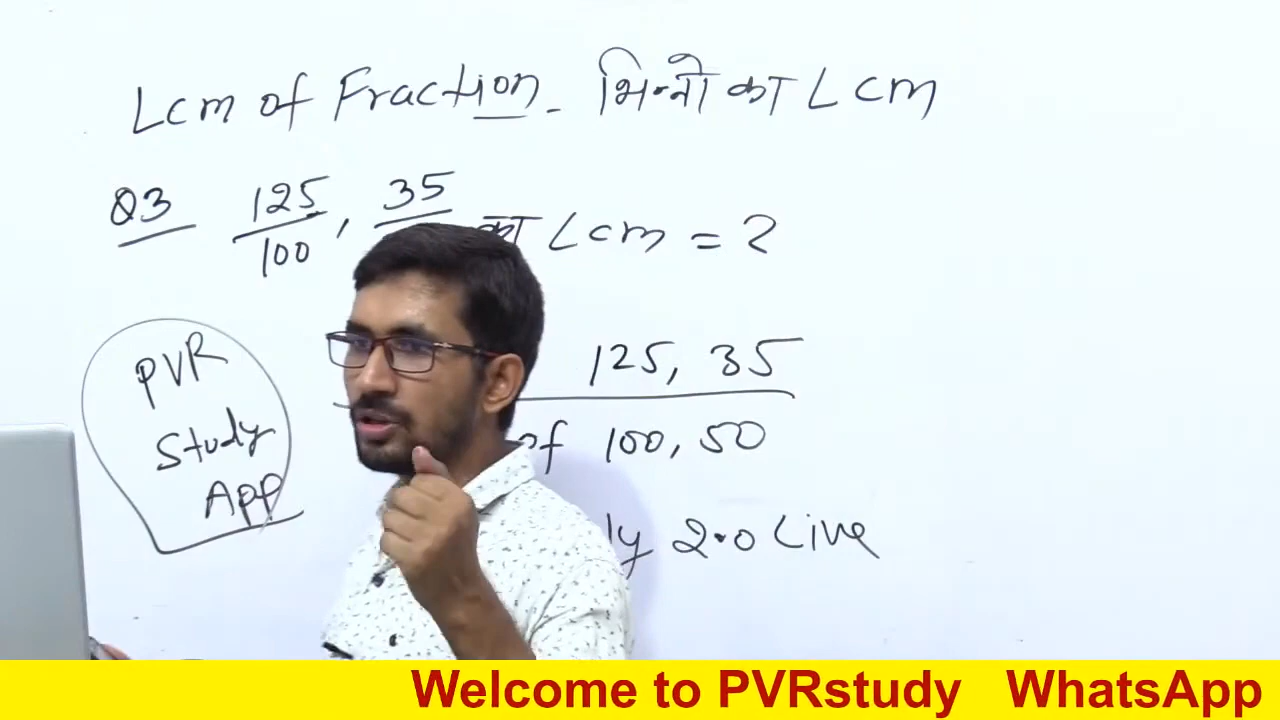 Lcm of Fraction - भिन्नो का Lcm
Q3 125/100, 35 का Lcm = ?
125, 35
of 100, 50
PVR
Study
App
ly 2.0 Live
Welcome to PVRstudy WhatsApp